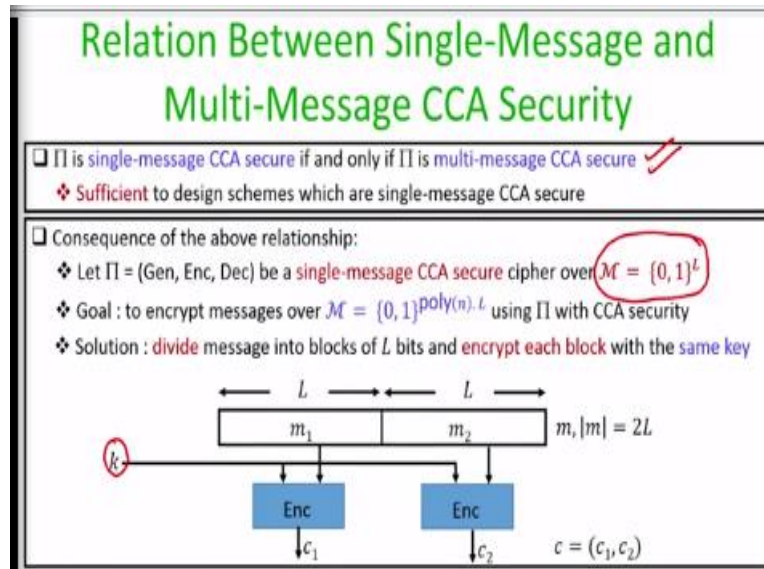 Relation Between Single-Message and
Multi-Message CCA Security
❑ Π is single-message CCA secure if and only if Π is multi-message CCA secure
❖ Sufficient to design schemes which are single-message CCA secure
❑ Consequence of the above relationship:
❖ Let Π = (Gen, Enc, Dec) be a single-message CCA secure cipher over ℳ = {0, 1}^L
❖ Goal : to encrypt messages over ℳ = {0, 1}^poly(n).L using Π with CCA security
❖ Solution : divide message into blocks of L bits and encrypt each block with the same key
L L
m₁ m₂ m, |m| = 2L
k
Enc Enc
c₁ c₂ c = (c₁, c₂)